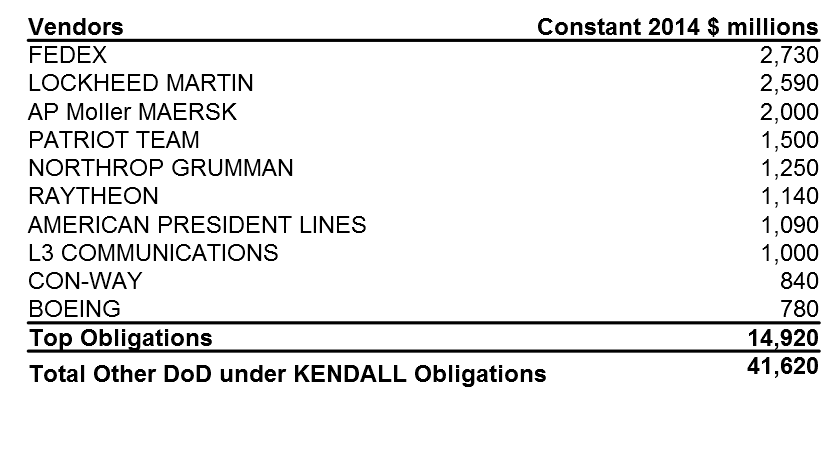 Vendors Constant 2014 $ millions
FEDEX 2,730
LOCKHEED MARTIN 2,590
AP Moller MAERSK 2,000
PATRIOT TEAM 1,500
NORTHROP GRUMMAN 1,250
RAYTHEON 1,140
AMERICAN PRESIDENT LINES 1,090
L3 COMMUNICATIONS 1,000
CON-WAY 840
BOEING 780
Top Obligations 14,920
Total Other DoD under KENDALL Obligations 41,620